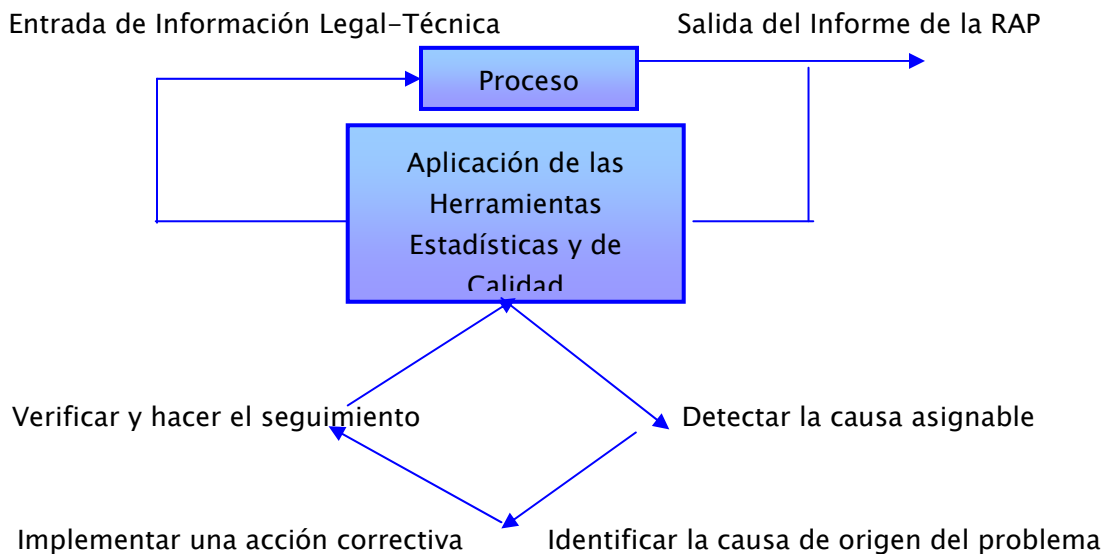 Entrada de Información Legal-Técnica
Salida del Informe de la RAP
Proceso
Aplicación de las
Herramientas
Estadísticas y de
Calidad
Verificar y hacer el seguimiento
Detectar la causa asignable
Implementar una acción correctiva
Identificar la causa de origen del problema